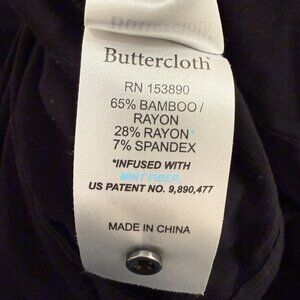 Buttercloth
RN 153890
65% BAMBOO /
RAYON
28% RAYON*
7% SPANDEX
*INFUSED WITH
MINT FIBER
US PATENT NO. 9,890,477
MADE IN CHINA